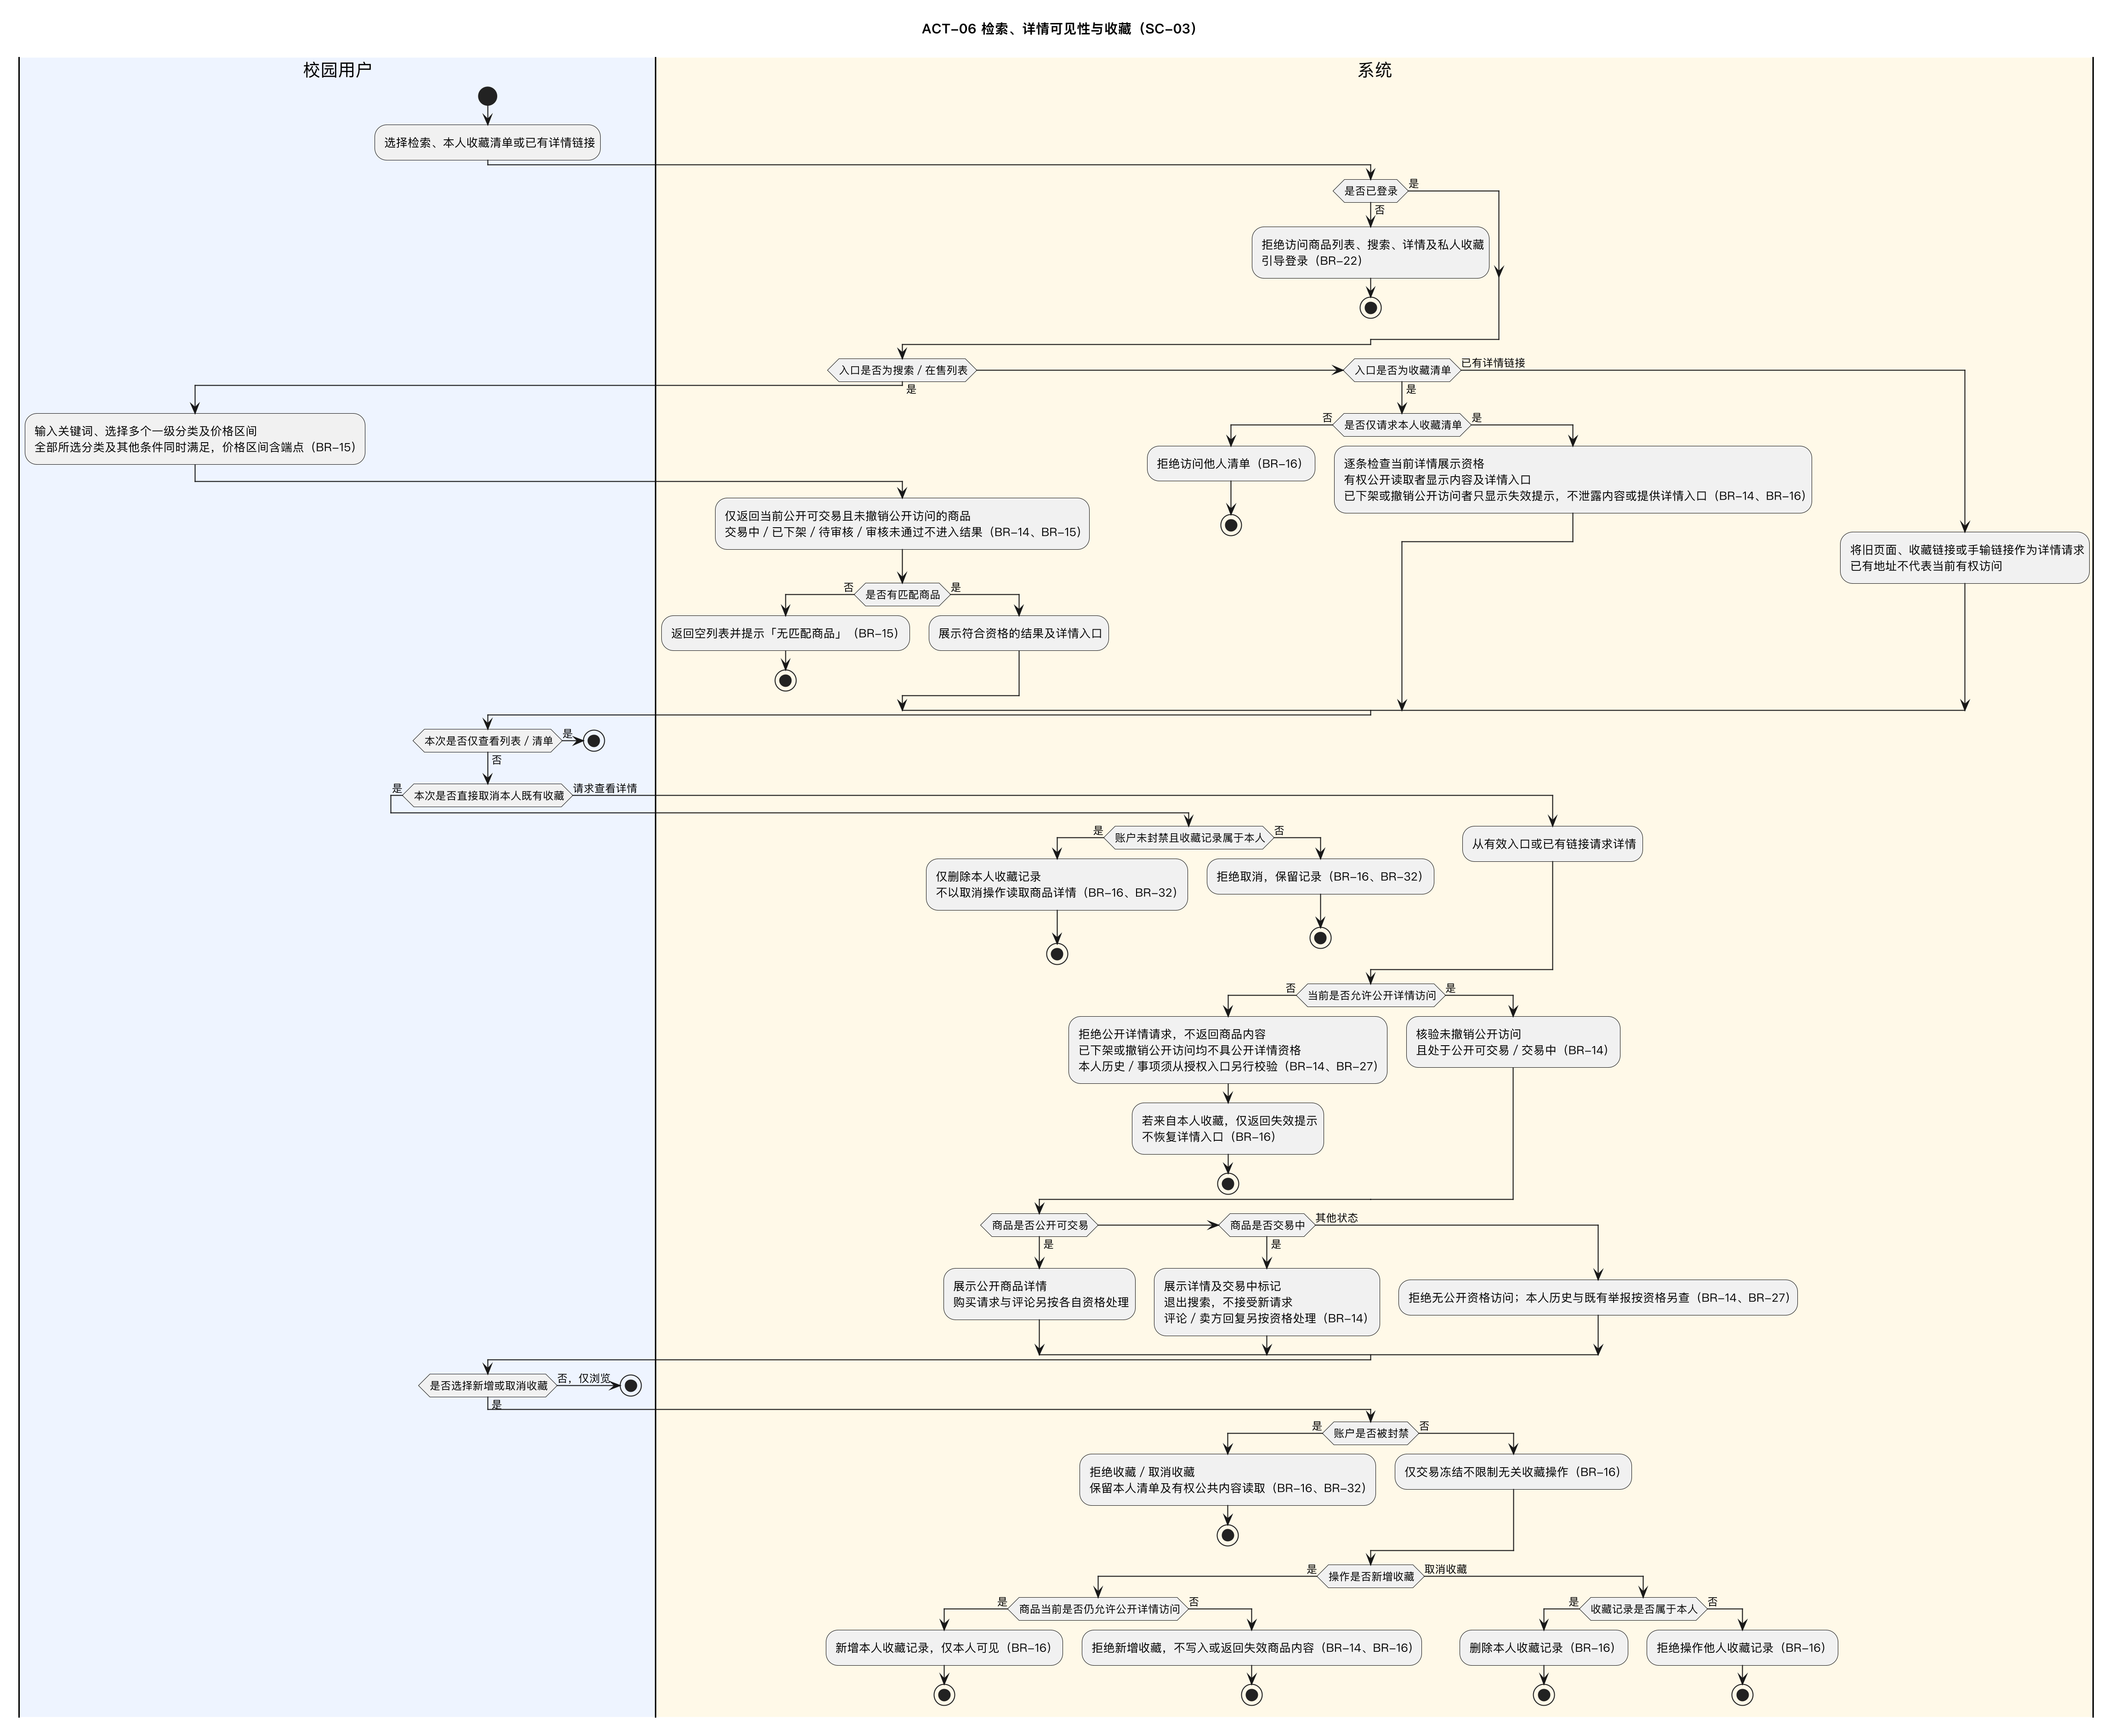 ACT-06 检索、详情可见性与收藏（SC-03）
校园用户
系统
选择检索、本人收藏清单或已有详情链接
是否已登录
是
否
拒绝访问商品列表、搜索、详情及私人收藏
引导登录（BR-22）
入口是否为搜索 / 在售列表
是
入口是否为收藏清单
已有详情链接
是
输入关键词、选择多个一级分类及价格区间
全部所选分类及其他条件同时满足，价格区间含端点（BR-15）
否
是否仅请求本人收藏清单
是
拒绝访问他人清单（BR-16）
逐条检查当前详情展示资格
有权公开读取者显示内容及详情入口
已下架或撤销公开访问者只显示失效提示，不泄露内容或提供详情入口（BR-14、BR-16）
仅返回当前公开可交易且未撤销公开访问的商品
交易中 / 已下架 / 待审核 / 审核未通过不进入结果（BR-14、BR-15）
将旧页面、收藏链接或手输链接作为详情请求
已有地址不代表当前有权访问
否
是否有匹配商品
是
返回空列表并提示「无匹配商品」（BR-15）
展示符合资格的结果及详情入口
本次是否仅查看列表 / 清单
是
否
是
本次是否直接取消本人既有收藏
请求查看详情
是
账户未封禁且收藏记录属于本人
否
从有效入口或已有链接请求详情
仅删除本人收藏记录
不以取消操作读取商品详情（BR-16、BR-32）
拒绝取消，保留记录（BR-16、BR-32）
否
当前是否允许公开详情访问
是
拒绝公开详情请求，不返回商品内容
已下架或撤销公开访问均不具公开详情资格
本人历史 / 事项须从授权入口另行校验（BR-14、BR-27）
核验未撤销公开访问
且处于公开可交易 / 交易中（BR-14）
若来自本人收藏，仅返回失效提示
不恢复详情入口（BR-16）
商品是否公开可交易
是
商品是否交易中
其他状态
是
展示公开商品详情
购买请求与评论另按各自资格处理
展示详情及交易中标记
退出搜索，不接受新请求
评论 / 卖方回复另按资格处理（BR-14）
拒绝无公开资格访问；本人历史与既有举报按资格另查（BR-14、BR-27）
是否选择新增或取消收藏
否，仅浏览
是
是
账户是否被封禁
否
拒绝收藏 / 取消收藏
保留本人清单及有权公共内容读取（BR-16、BR-32）
仅交易冻结不限制无关收藏操作（BR-16）
是
操作是否新增收藏
取消收藏
是
商品当前是否仍允许公开详情访问
否
是
收藏记录是否属于本人
否
新增本人收藏记录，仅本人可见（BR-16）
拒绝新增收藏，不写入或返回失效商品内容（BR-14、BR-16）
删除本人收藏记录（BR-16）
拒绝操作他人收藏记录（BR-16）